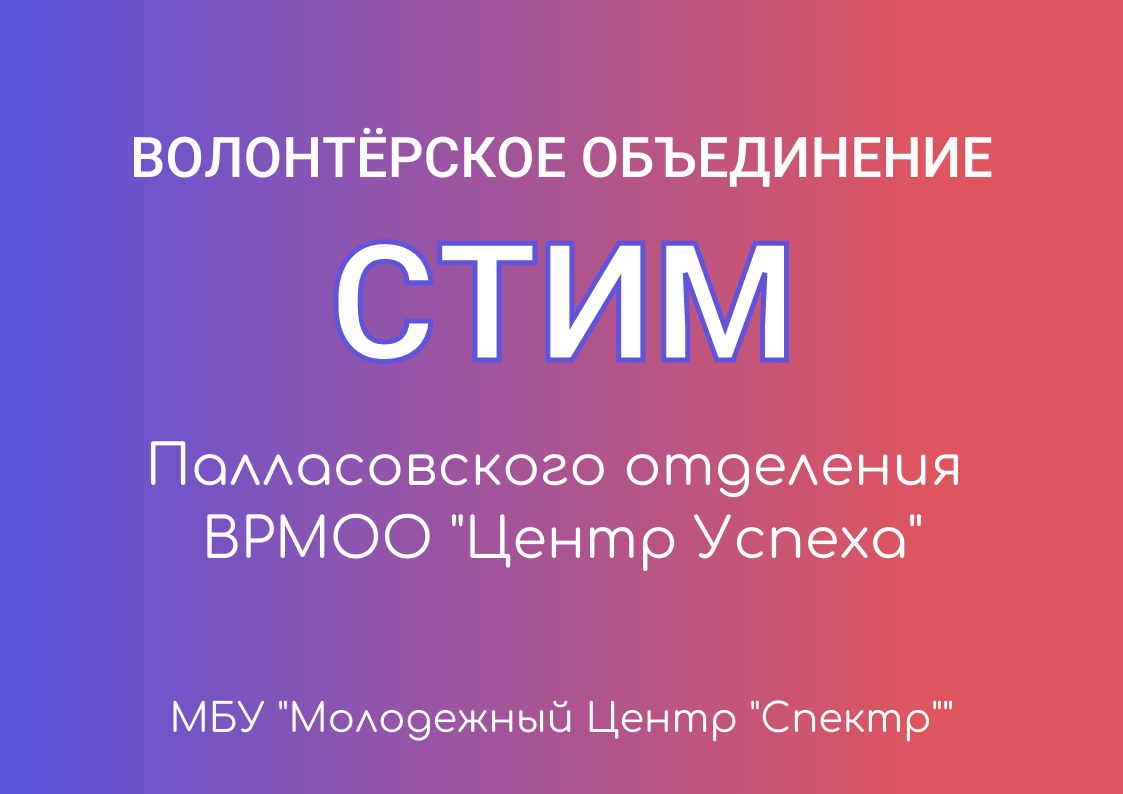 ВОЛОНТЁРСКОЕ ОБЪЕДИНЕНИЕ
СТИМ
Палласовского отделения
ВРМОО "Центр Успеха"
МБУ "Молодежный Центр "Спектр""